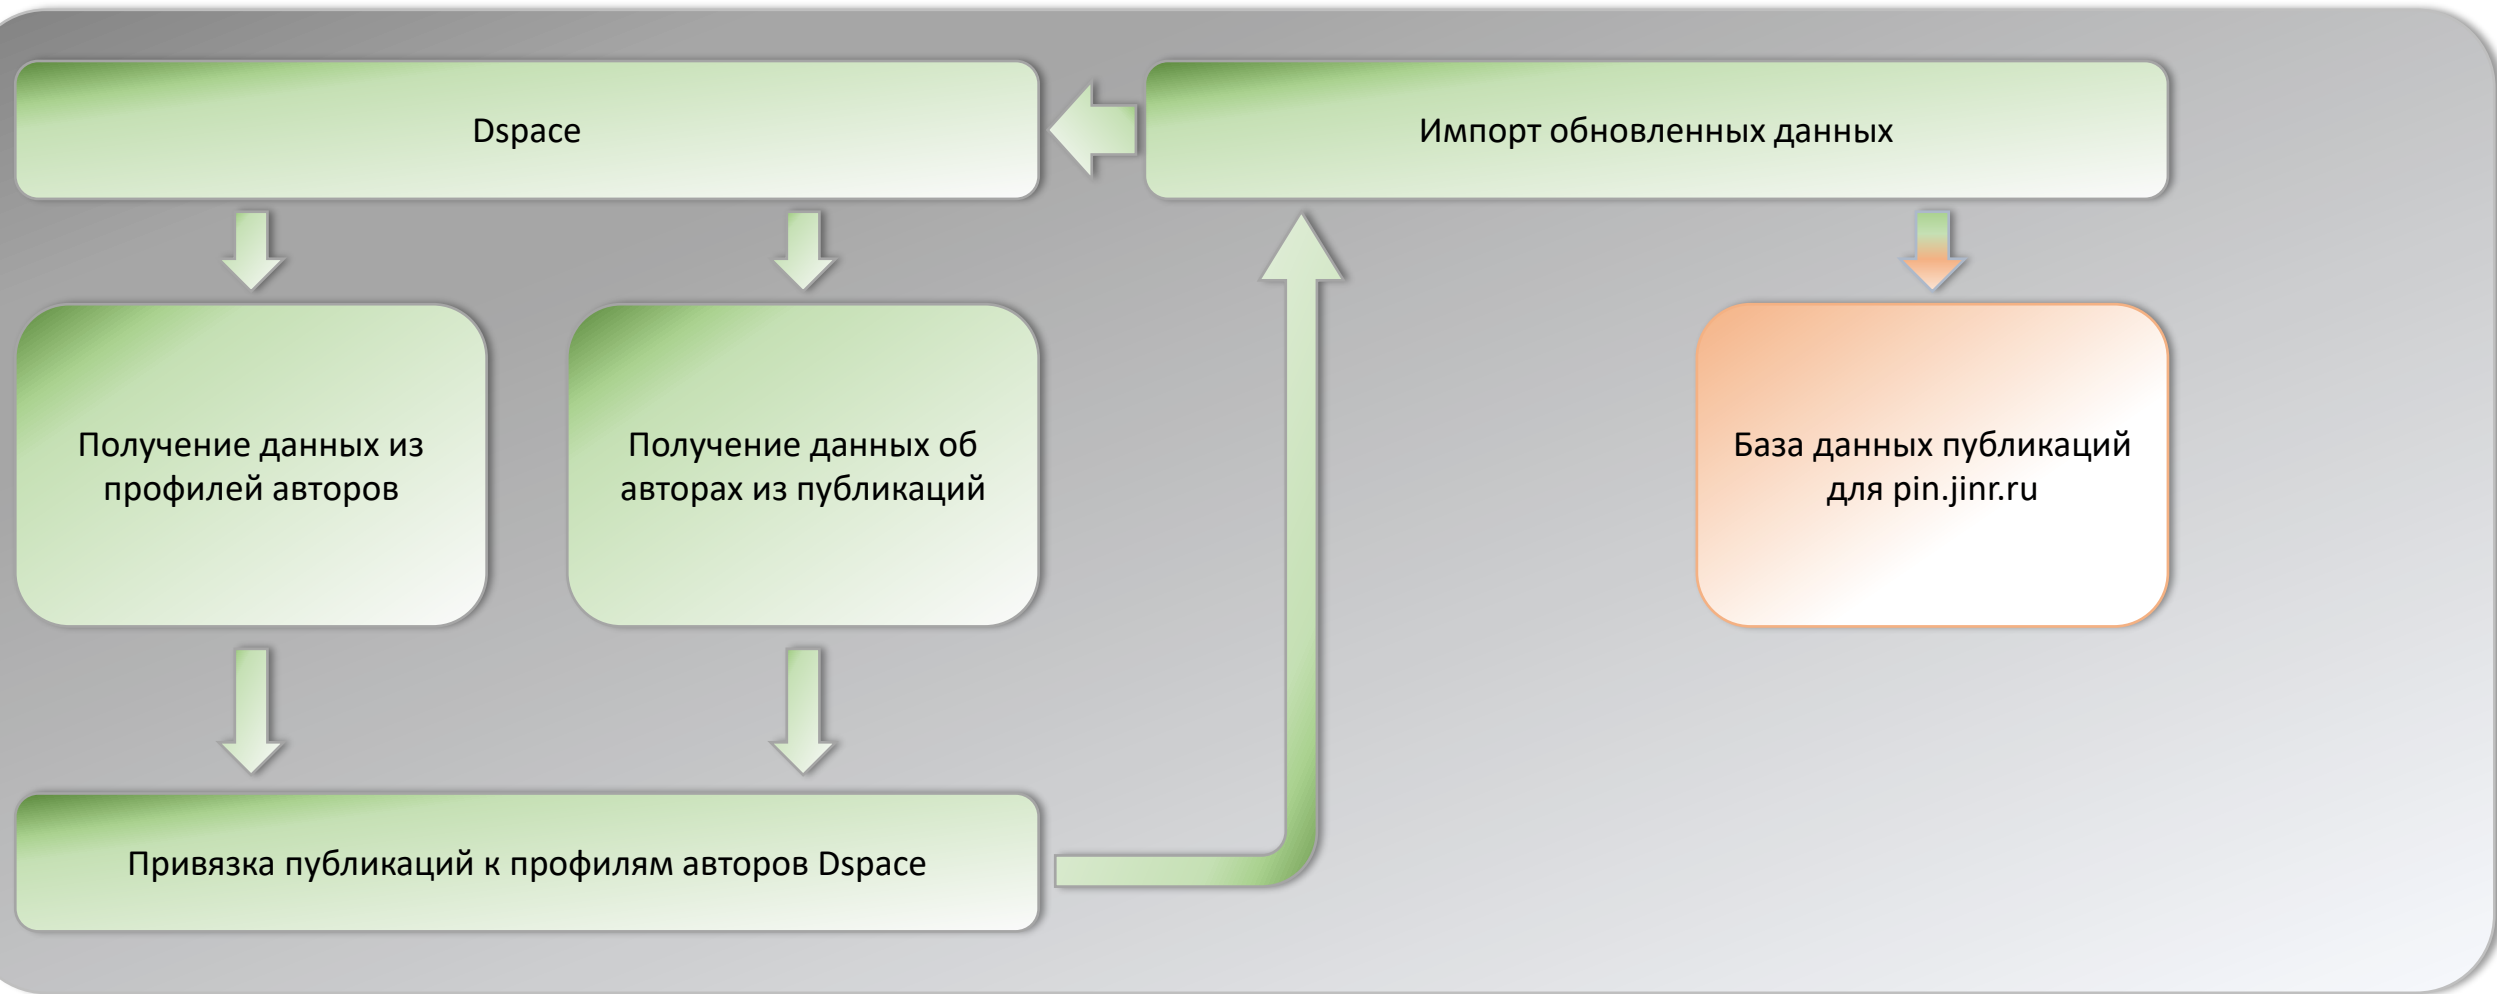 Dspace
Импорт обновленных данных
Получение данных из
профилей авторов
Получение данных об
авторах из публикаций
База данных публикаций
для pin.jinr.ru
Привязка публикаций к профилям авторов Dspace